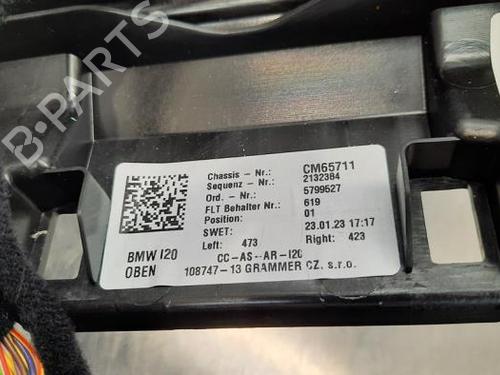 B-PARTS
Chassis - Nr.: CM65711
Sequenz - Nr.: 2132384
Ord. - Nr.: 5799527
FLT Behalter Nr.: 619
Position: 01
SWET: 23.01.23 17:17
Left: 473 Right: 423
BMW I20 CC-AS--AR-I20
OBEN 108747-13 GRAMMER CZ, s.r.o.